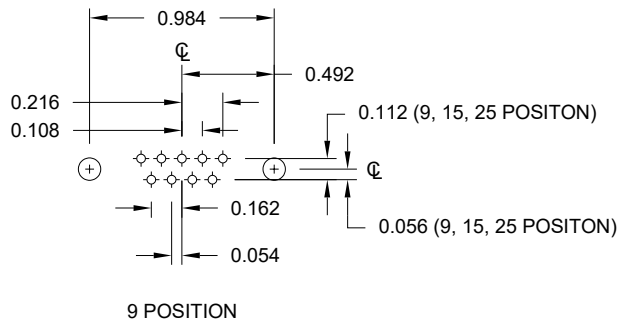 0.984
℄
0.492
0.216
0.112 (9, 15, 25 POSITON)
0.108
℄
0.162
0.056 (9, 15, 25 POSITON)
0.054
9 POSITION